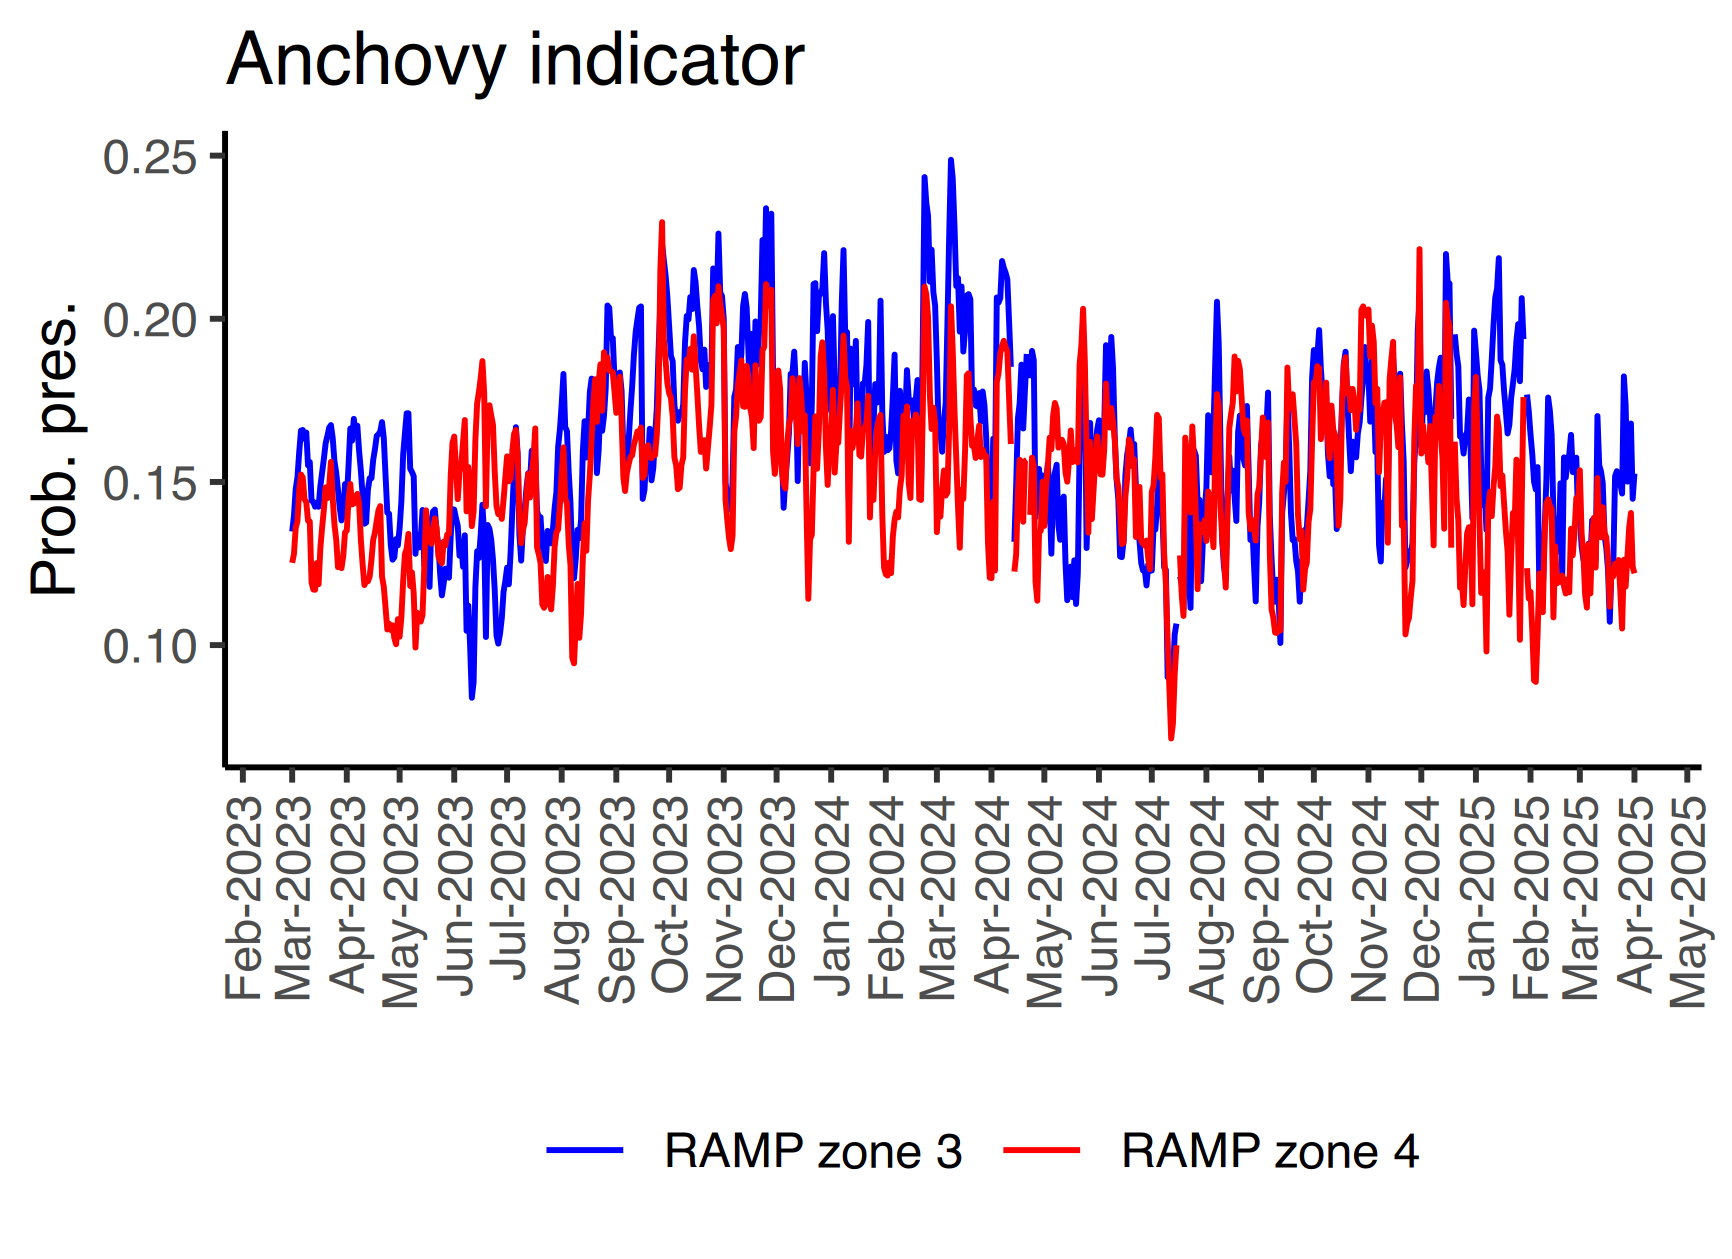 Anchovy indicator
Prob. pres.
0.25
0.20
0.15
0.10
Feb-2023
Mar-2023
Apr-2023
May-2023
Jun-2023
Jul-2023
Aug-2023
Sep-2023
Oct-2023
Nov-2023
Dec-2023
Jan-2024
Feb-2024
Mar-2024
Apr-2024
May-2024
Jun-2024
Jul-2024
Aug-2024
Sep-2024
Oct-2024
Nov-2024
Dec-2024
Jan-2025
Feb-2025
Mar-2025
Apr-2025
May-2025
RAMP zone 3
RAMP zone 4